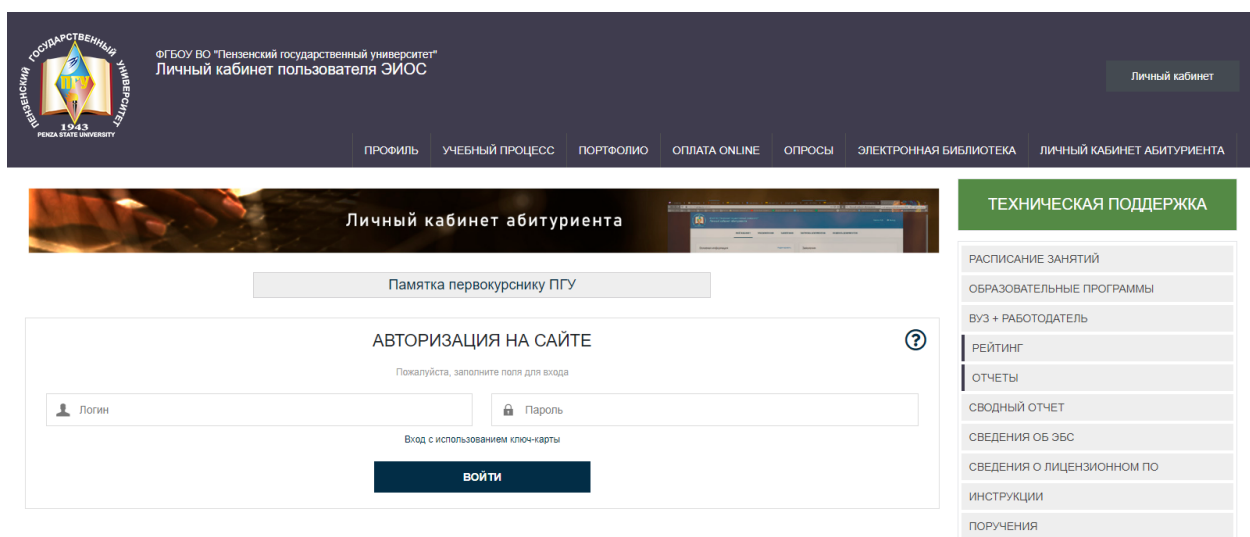 ПЕНЗЕНСКИЙ ГОСУДАРСТВЕННЫЙ УНИВЕРСИТЕТ
ПГУ
1943
PENZA STATE UNIVERSITY
ФГБОУ ВО "Пензенский государственный университет"
Личный кабинет пользователя ЭИОС
Личный кабинет
ПРОФИЛЬ УЧЕБНЫЙ ПРОЦЕСС ПОРТФОЛИО ОПЛАТА ONLINE ОПРОСЫ ЭЛЕКТРОННАЯ БИБЛИОТЕКА ЛИЧНЫЙ КАБИНЕТ АБИТУРИЕНТА
Личный кабинет абитуриента
Памятка первокурснику ПГУ
АВТОРИЗАЦИЯ НА САЙТЕ
?
Пожалуйста, заполните поля для входа
Логин
Пароль
Вход с использованием ключ-карты
ВОЙТИ
ТЕХНИЧЕСКАЯ ПОДДЕРЖКА
РАСПИСАНИЕ ЗАНЯТИЙ
ОБРАЗОВАТЕЛЬНЫЕ ПРОГРАММЫ
ВУЗ + РАБОТОДАТЕЛЬ
РЕЙТИНГ
ОТЧЕТЫ
СВОДНЫЙ ОТЧЕТ
СВЕДЕНИЯ ОБ ЭБС
СВЕДЕНИЯ О ЛИЦЕНЗИОННОМ ПО
ИНСТРУКЦИИ
ПОРУЧЕНИЯ